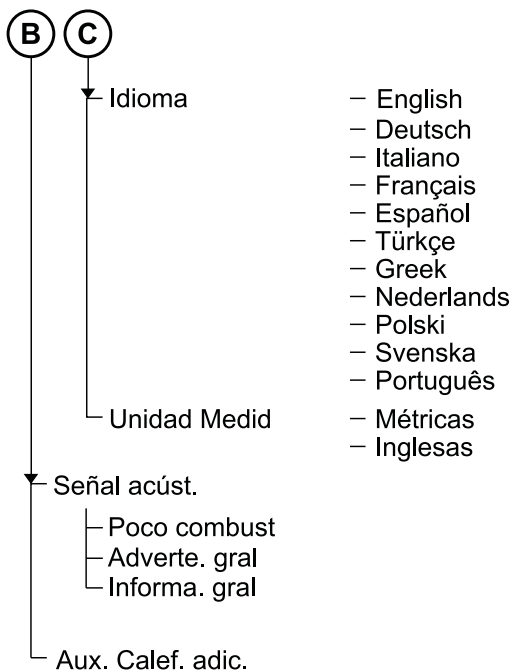 B C
Idioma – English
– Deutsch
– Italiano
– Français
– Español
– Türkçe
– Greek
– Nederlands
– Polski
– Svenska
– Português
Unidad Medid – Métricas
– Inglesas
Señal acúst.
Poco combust
Adverte. gral
Informa. gral
Aux. Calef. adic.